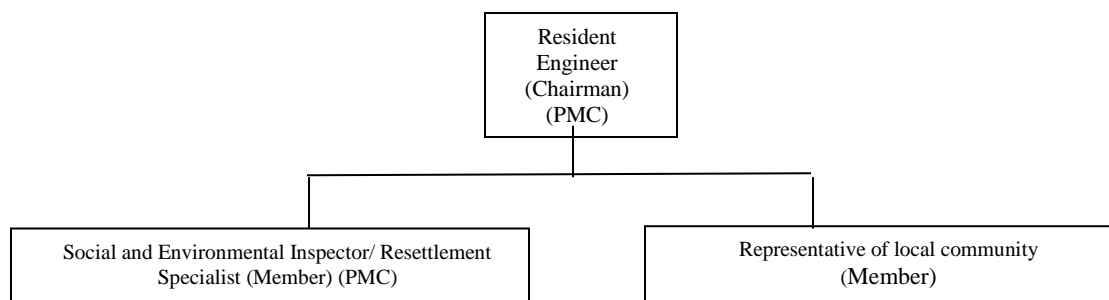 Resident
Engineer
(Chairman)
(PMC)
Social and Environmental Inspector/ Resettlement
Specialist (Member) (PMC)
Representative of local community
(Member)